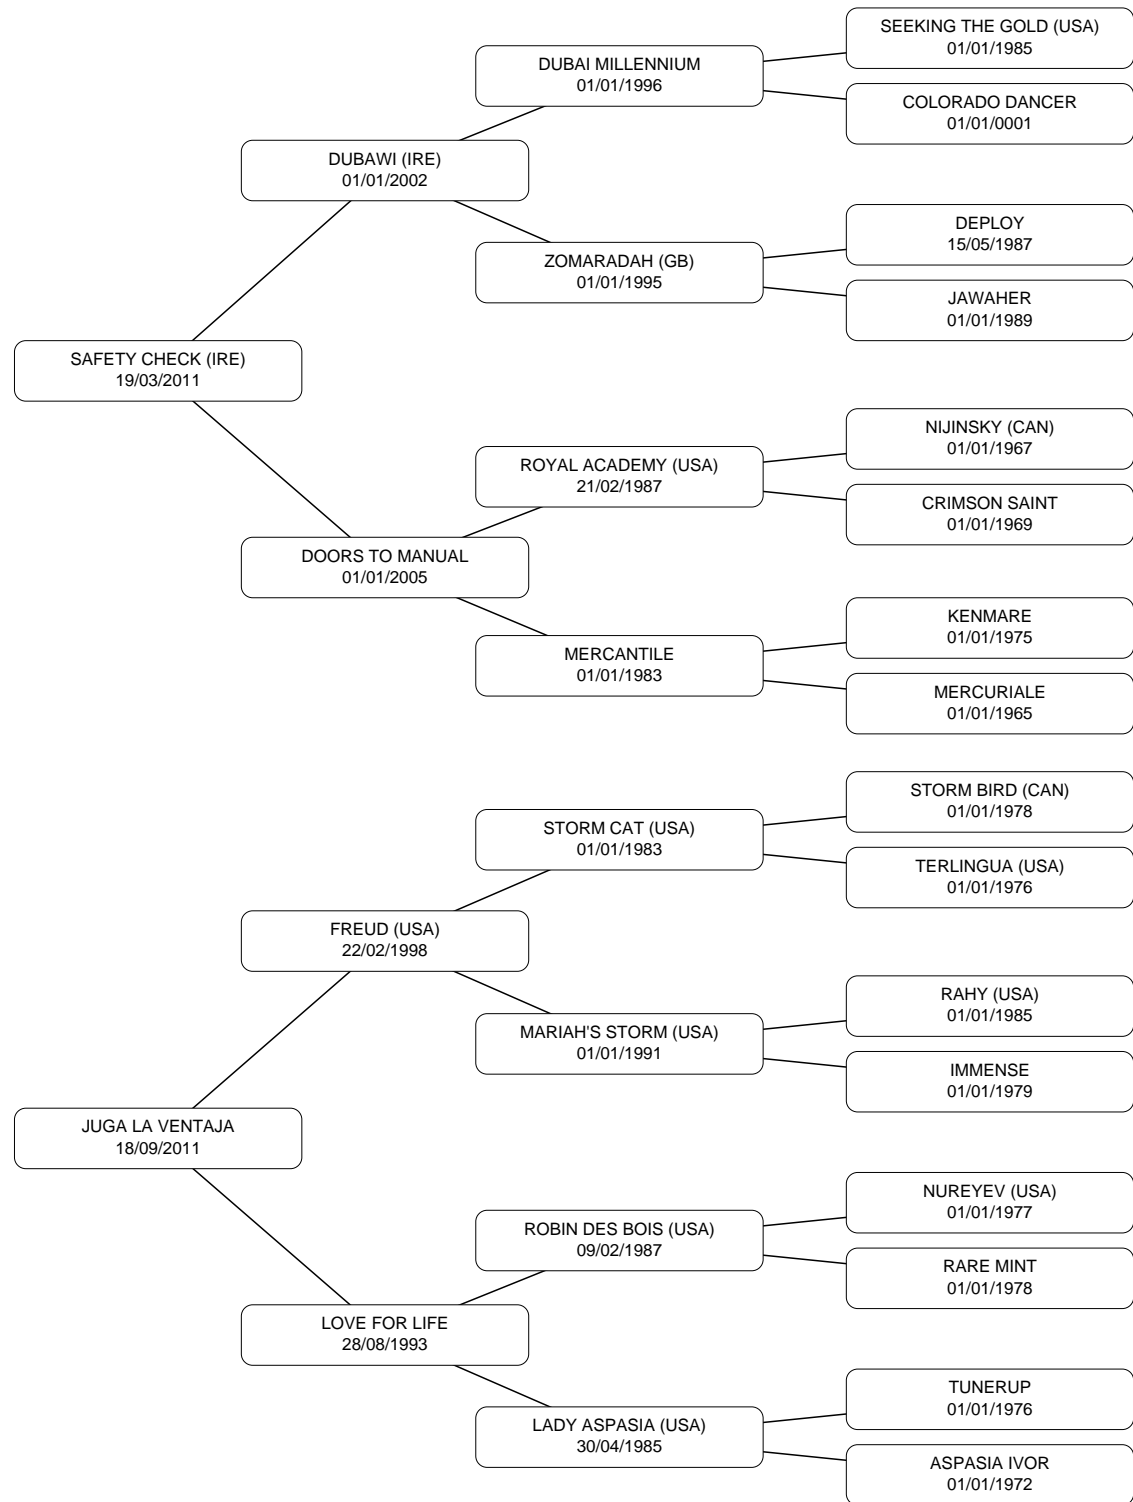 SEEKING THE GOLD (USA)
01/01/1985
DUBAI MILLENNIUM
01/01/1996
COLORADO DANCER
01/01/0001
DUBAWI (IRE)
01/01/2002
DEPLOY
15/05/1987
ZOMARADAH (GB)
01/01/1995
JAWAHER
01/01/1989
SAFETY CHECK (IRE)
19/03/2011
NIJINSKY (CAN)
01/01/1967
ROYAL ACADEMY (USA)
21/02/1987
CRIMSON SAINT
01/01/1969
DOORS TO MANUAL
01/01/2005
KENMARE
01/01/1975
MERCANTILE
01/01/1983
MERCURIALE
01/01/1965
STORM BIRD (CAN)
01/01/1978
STORM CAT (USA)
01/01/1983
TERLINGUA (USA)
01/01/1976
FREUD (USA)
22/02/1998
RAHY (USA)
01/01/1985
MARIAH'S STORM (USA)
01/01/1991
IMMENSE
01/01/1979
JUGA LA VENTAJA
18/09/2011
NUREYEV (USA)
01/01/1977
ROBIN DES BOIS (USA)
09/02/1987
RARE MINT
01/01/1978
LOVE FOR LIFE
28/08/1993
TUNERUP
01/01/1976
LADY ASPASIA (USA)
30/04/1985
ASPASIA IVOR
01/01/1972